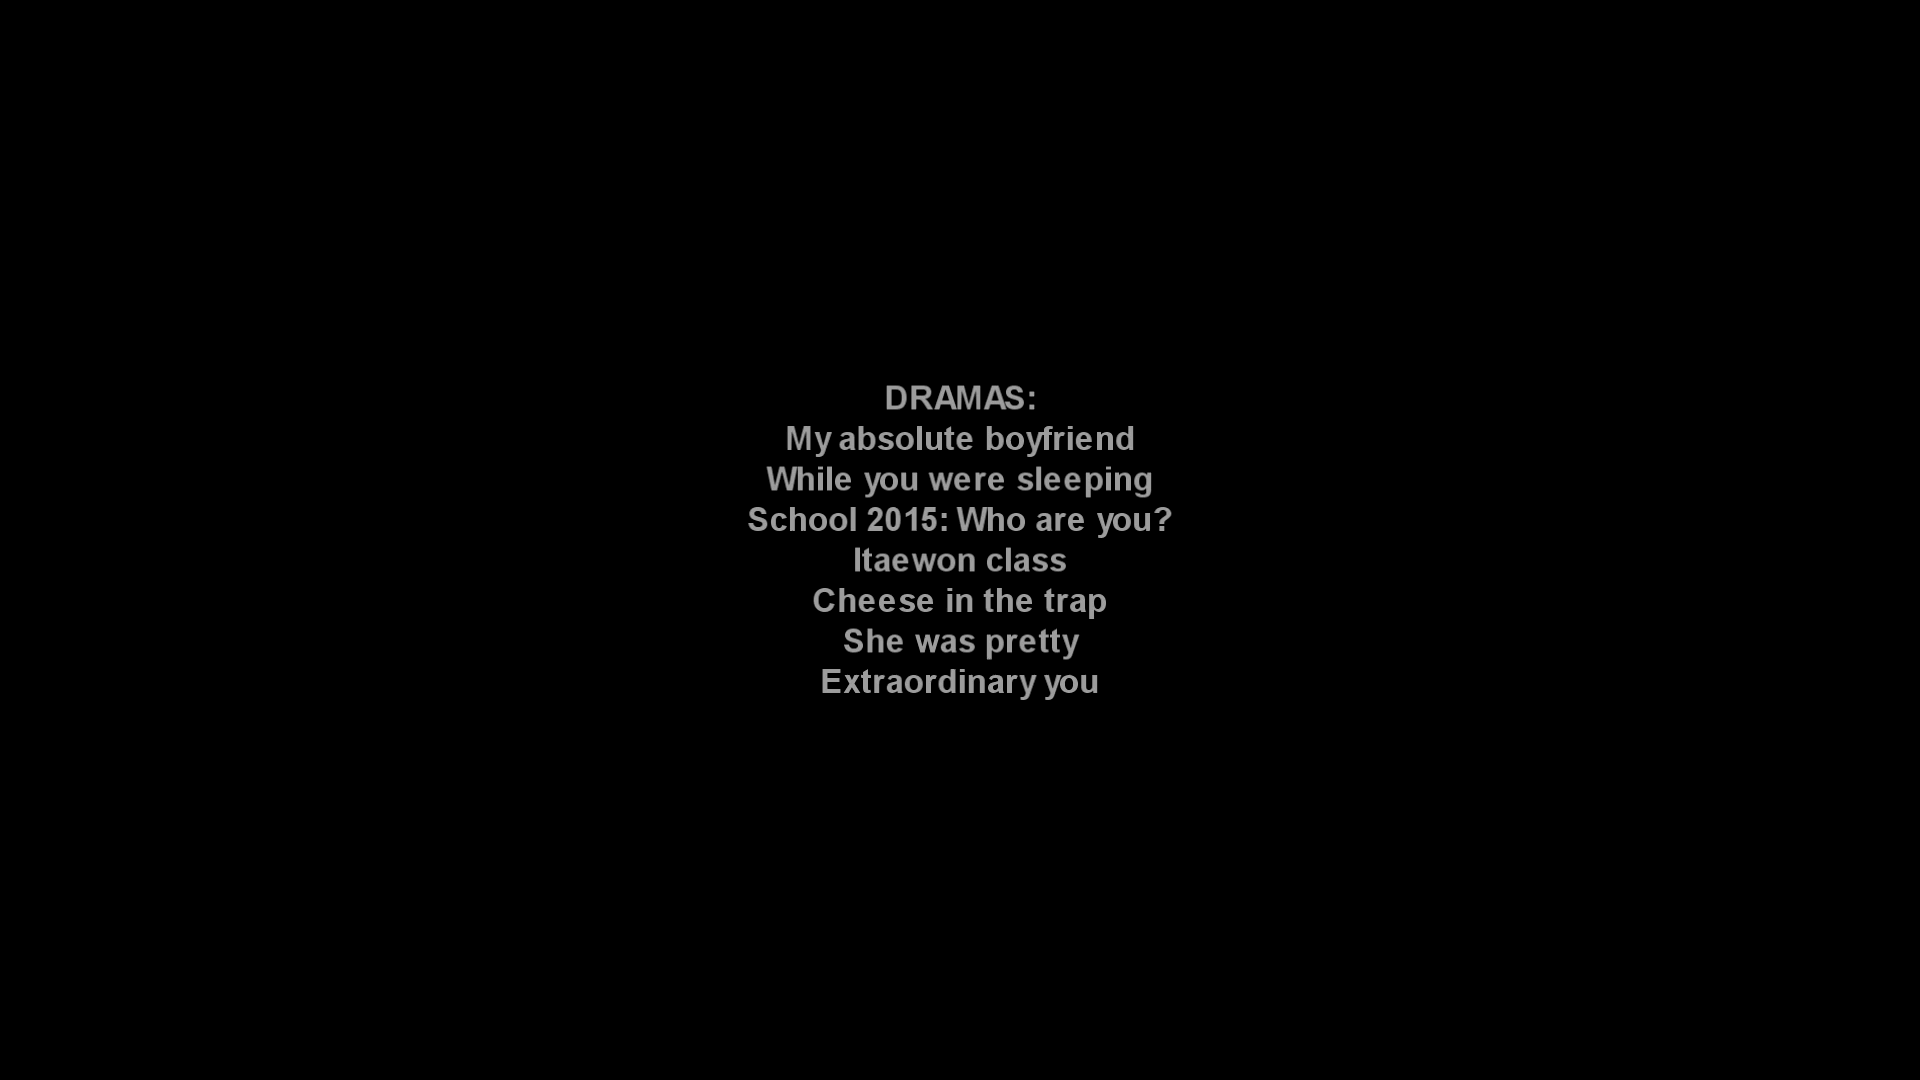 DRAMAS:
My absolute boyfriend
While you were sleeping
School 2015: Who are you?
Itaewon class
Cheese in the trap
She was pretty
Extraordinary you